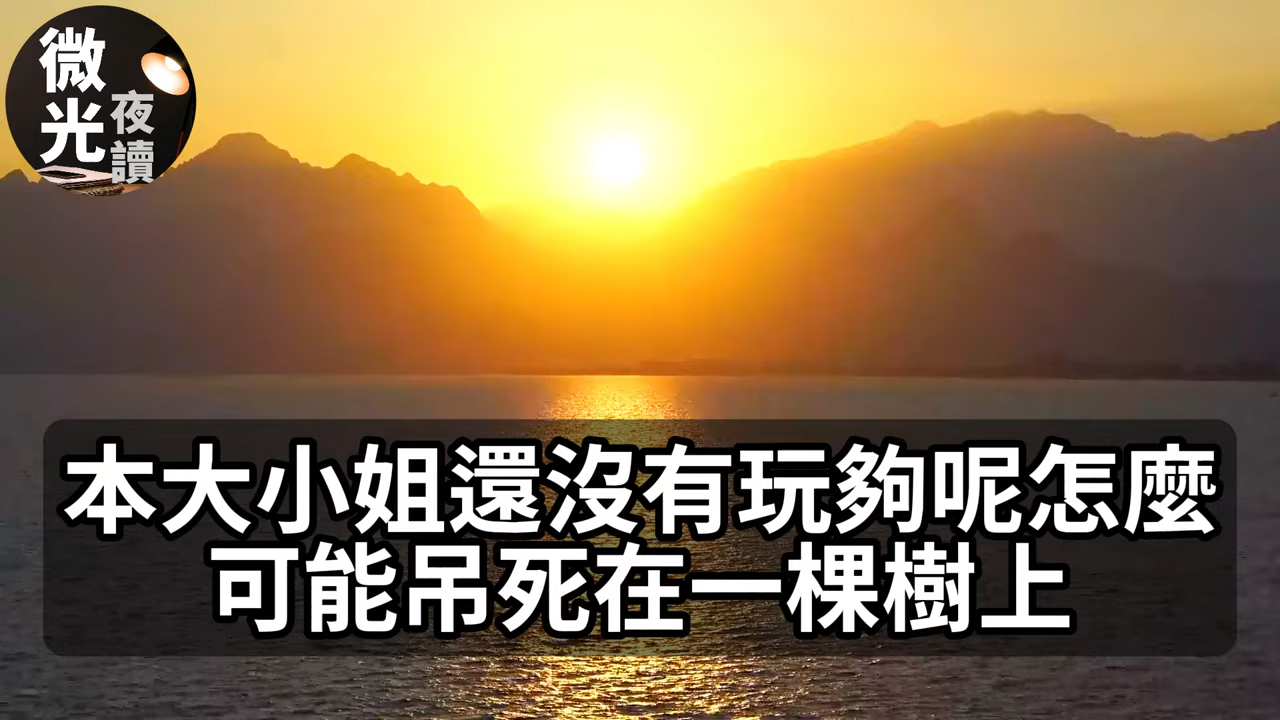 微光
夜讀
本大小姐還沒有玩夠呢怎麼
可能吊死在一棵樹上